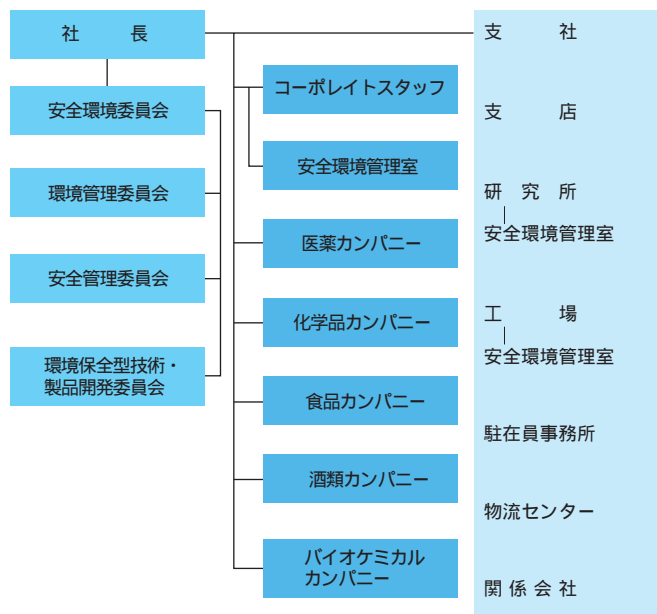 社長
安全環境委員会
環境管理委員会
安全管理委員会
環境保全型技術・
製品開発委員会
コーポレイトスタッフ
安全環境管理室
医薬カンパニー
化学品カンパニー
食品カンパニー
酒類カンパニー
バイオケミカル
カンパニー
支社
支店
研究所
安全環境管理室
工場
安全環境管理室
駐在員事務所
物流センター
関係会社